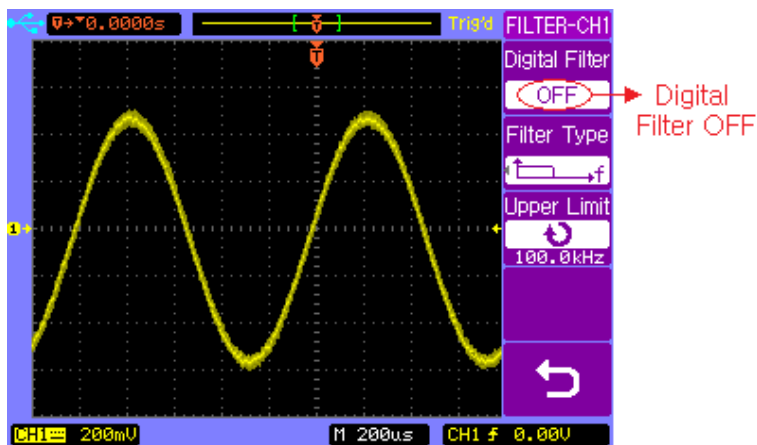 T→▼0.0000s T Trig'd FILTER-CH1
T
Digital Filter
OFF
Digital
Filter OFF
Filter Type
f
Upper Limit
100.0kHz
1
CH1 200mV M 200us CH1 0.00V